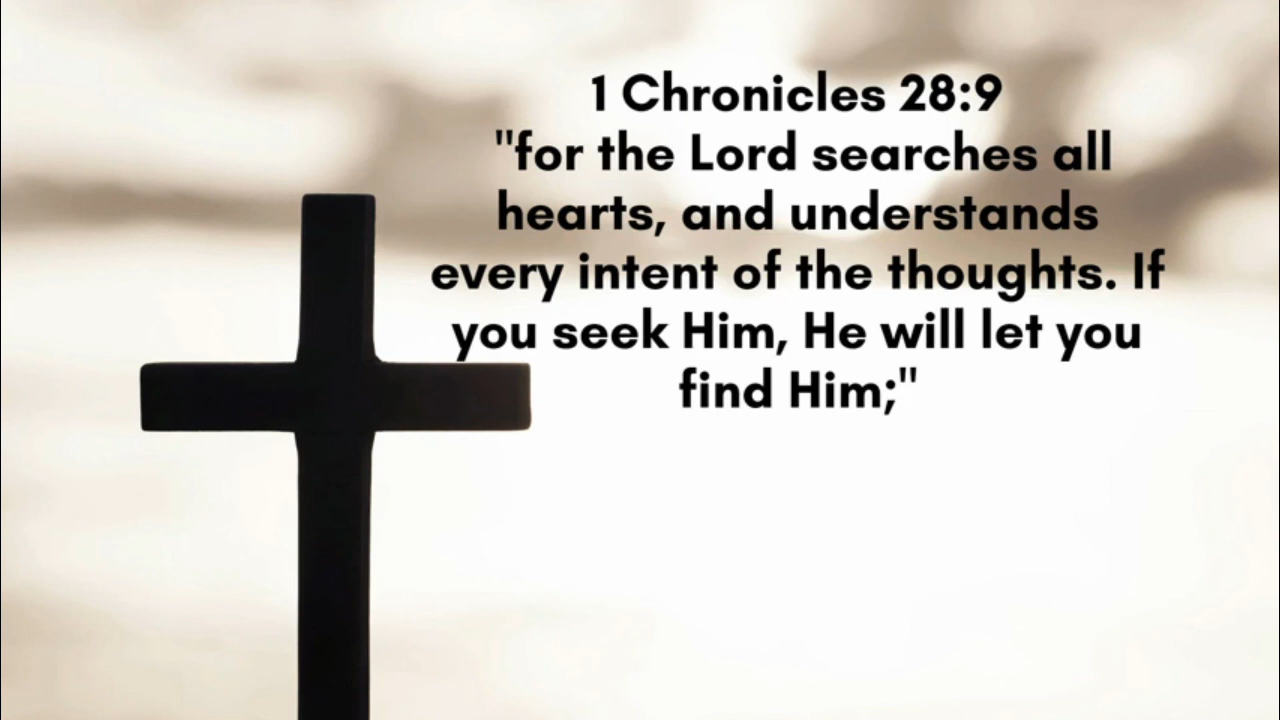 1 Chronicles 28:9
"for the Lord searches all
hearts, and understands
every intent of the thoughts. If
you seek Him, He will let you
find Him;"